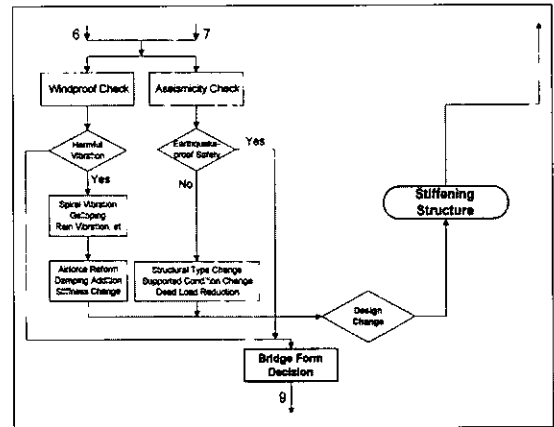 6
7
Windproof Check
Aseismicity Check
Harmful
Vibration
Earthquake-
proof Safety
Yes
Yes
No
Stiffening
Structure
Spiral Vibration
Galloping
Rain Vibration, et
Airforce Reform
Damping Addition
Stiffness Change
Structural Type Change
Supported Condition Change
Dead Load Reduction
Design
Change
Bridge Form
Decision
9